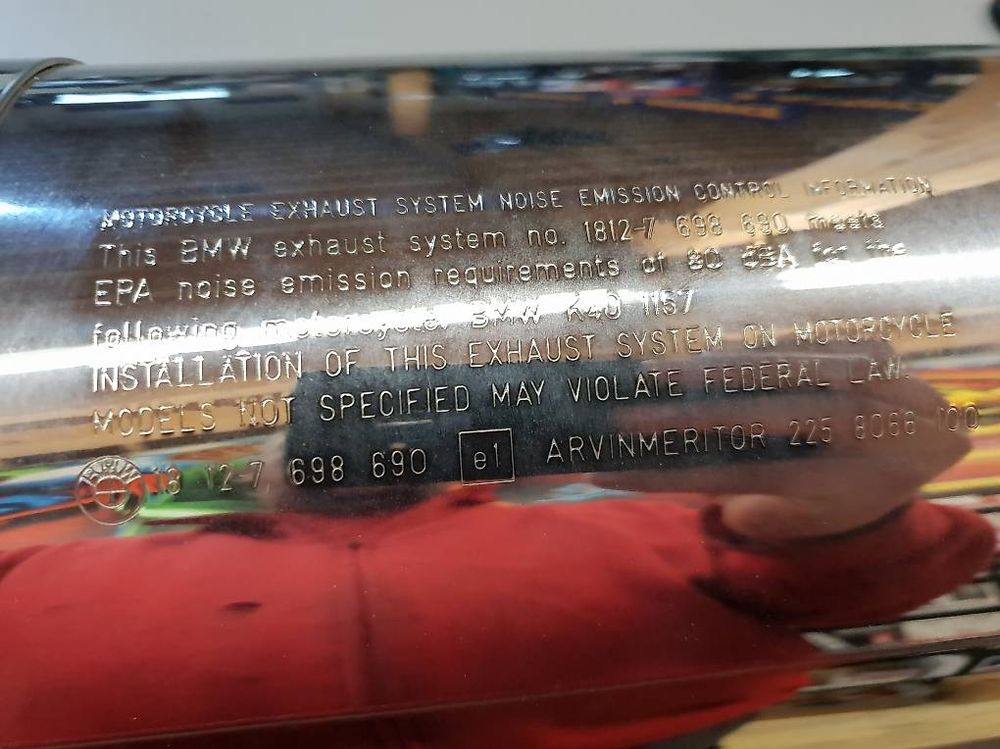 MOTORCYCLE EXHAUST SYSTEM NOISE EMISSION CONTROL INFORMATION
This BMW exhaust system no. 1812-7 698 690 meets
EPA noise emission requirements of 80 dBA for the
following motorcycle: BMW K40 1157
INSTALLATION OF THIS EXHAUST SYSTEM ON MOTORCYCLE
MODELS NOT SPECIFIED MAY VIOLATE FEDERAL LAW.
BMW 18 12-7 698 690 e1 ARVINMERITOR 225 8066 100